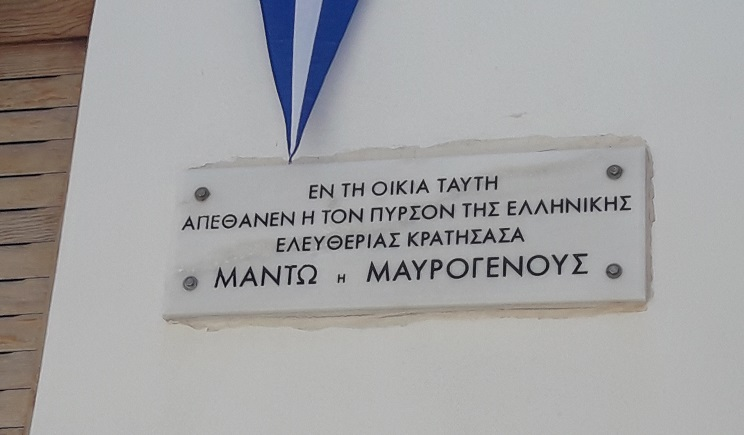 ΕΝ ΤΗ ΟΙΚΙΑ ΤΑΥΤΗ
ΑΠΕΘΑΝΕΝ Η ΤΟΝ ΠΥΡΣΟΝ ΤΗΣ ΕΛΛΗΝΙΚΗΣ
ΕΛΕΥΘΕΡΙΑΣ ΚΡΑΤΗΣΑΣΑ
ΜΑΝΤΩ Η ΜΑΥΡΟΓΕΝΟΥΣ